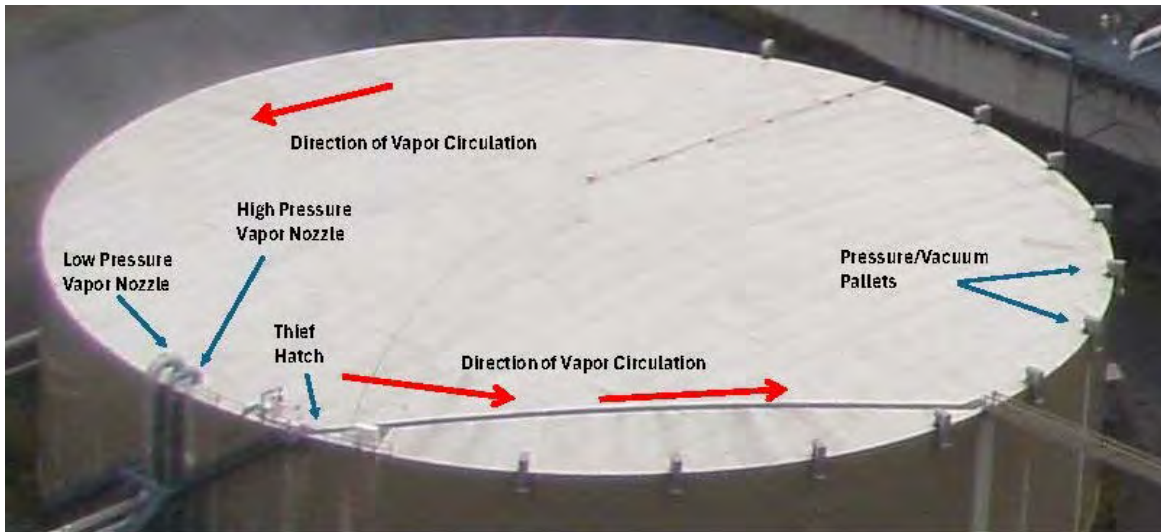 Direction of Vapor Circulation
High Pressure
Vapor Nozzle
Low Pressure
Vapor Nozzle
Pressure/Vacuum
Pallets
Thief
Hatch
Direction of Vapor Circulation